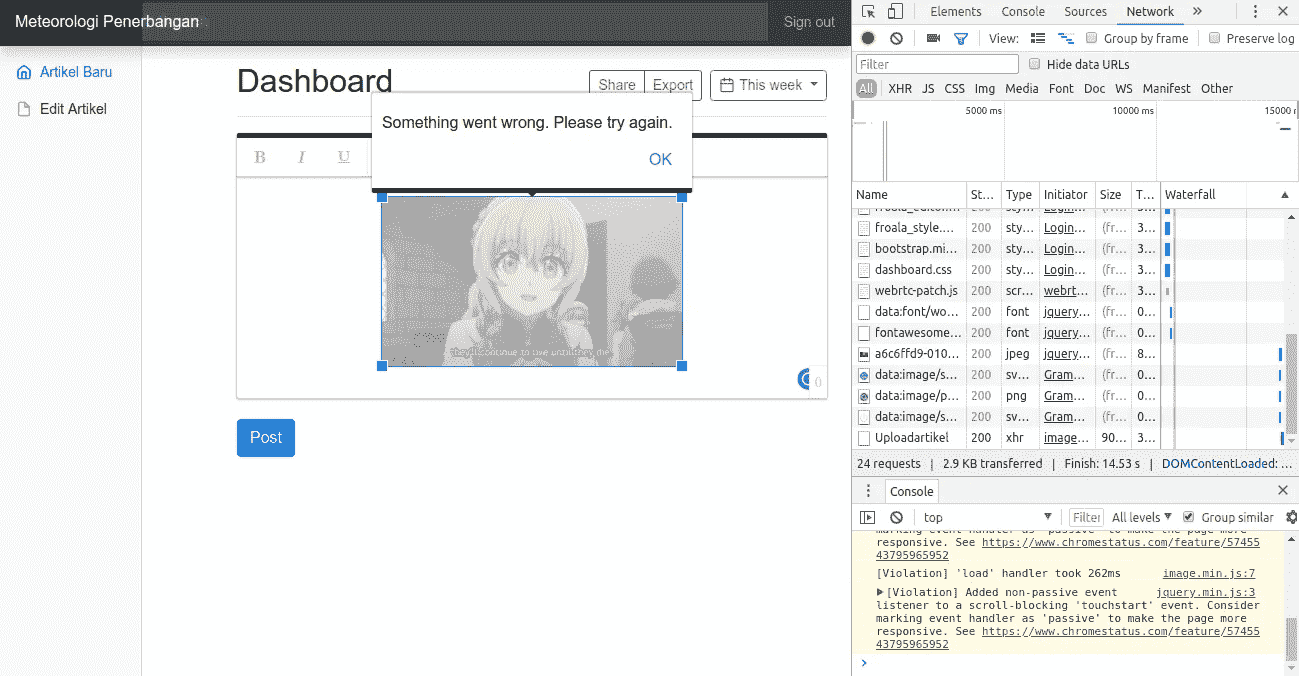 Meteorologi Penerbangan
Sign out
Artikel Baru
Edit Artikel
Dashboard
Share Export This week
Something went wrong. Please try again.
OK
B I U
they'll continue to live until they die
0
Post
Elements Console Sources Network »
View: Group by frame Preserve log
Filter Hide data URLs
All XHR JS CSS Img Media Font Doc WS Manifest Other
5000 ms 10000 ms 15000
Name St... Type Initiator Size T... Waterfall
froala_editor.... 200 sty... Login... (fr... 3...
froala_style.... 200 sty... Login... (fr... 3...
bootstrap.mi... 200 sty... Login... (fr... 3...
dashboard.css 200 sty... Login... (fr... 3...
webrtc-patch.js 200 scr... webrt... (fr... 3...
data:font/wo... 200 font jquery... (fr... 0...
fontawesome... 200 font jquery... (fr... 0...
a6c6ffd9-010... 200 jpeg jquery... (fr... 8...
data:image/s... 200 sv... Gram... (fr... 0...
data:image/p... 200 png Gram... (fr... 0...
data:image/s... 200 sv... Gram... (fr... 0...
Uploadartikel 200 xhr image... 90... 3...
24 requests | 2.9 KB transferred | Finish: 14.53 s | DOMContentLoaded: ...
Console
top Filter All levels Group similar
marking event handler as 'passive' to make the page more
responsive. See https://www.chromestatus.com/feature/57455
43795965952
[Violation] 'load' handler took 262ms image.min.js:7
[Violation] Added non-passive event jquery.min.js:3
listener to a scroll-blocking 'touchstart' event. Consider
marking event handler as 'passive' to make the page more
responsive. See https://www.chromestatus.com/feature/57455
43795965952